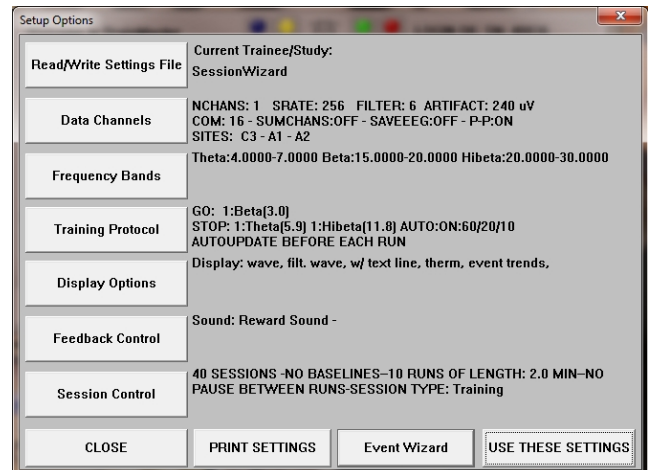 Setup Options
Read/Write Settings File
Current Trainee/Study:
SessionWizard
Data Channels
NCHANS: 1 SRATE: 256 FILTER: 6 ARTIFACT: 240 uV
COM: 16 - SUMCHANS:OFF - SAVEEEG:OFF - P-P:ON
SITES: C3 - A1 - A2
Frequency Bands
Theta:4.0000-7.0000 Beta:15.0000-20.0000 Hibeta:20.0000-30.0000
Training Protocol
GO: 1:Beta(3.0)
STOP: 1:Theta(5.9) 1:Hibeta(11.8) AUTO:ON:60/20/10
AUTOUPDATE BEFORE EACH RUN
Display Options
Display: wave, filt. wave, w/ text line, therm, event trends,
Feedback Control
Sound: Reward Sound -
Session Control
40 SESSIONS -NO BASELINES--10 RUNS OF LENGTH: 2.0 MIN--NO
PAUSE BETWEEN RUNS-SESSION TYPE: Training
CLOSE
PRINT SETTINGS
Event Wizard
USE THESE SETTINGS